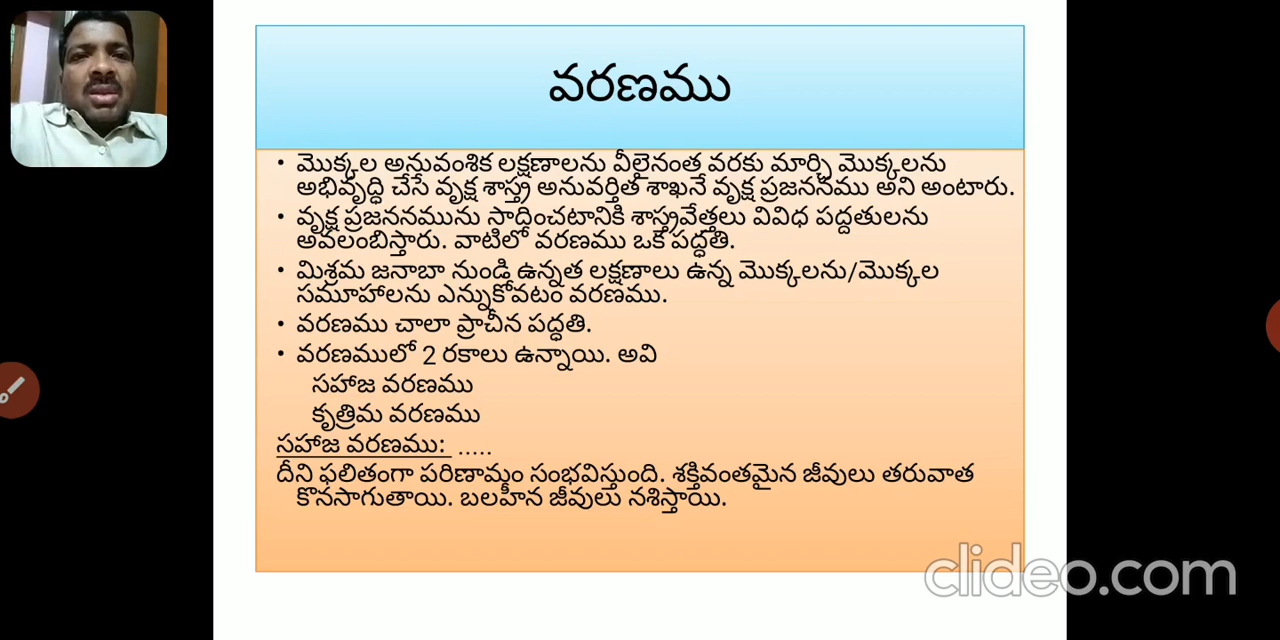 వరణము
• మొక్కల అనువంశిక లక్షణాలను వీలైనంత వరకు మార్చి మొక్కలను
అభివృద్ధి చేసే వృక్ష శాస్త్ర అనువర్తిత శాఖనే వృక్ష ప్రజననము అని అంటారు.
• వృక్ష ప్రజననమును సాదించటానికి శాస్త్రవేత్తలు వివిధ పద్దతులను
అవలంబిస్తారు. వాటిలో వరణము ఒక పద్ధతి.
• మిశ్రమ జనాబా నుండి ఉన్నత లక్షణాలు ఉన్న మొక్కలను/మొక్కల
సమూహాలను ఎన్నుకోవటం వరణము.
• వరణము చాలా ప్రాచీన పద్ధతి.
• వరణములో 2 రకాలు ఉన్నాయి. అవి
సహాజ వరణము
కృత్రిమ వరణము
సహాజ వరణము: .....
దీని ఫలితంగా పరిణామం సంభవిస్తుంది. శక్తివంతమైన జీవులు తరువాత
కొనసాగుతాయి. బలహీన జీవులు నశిస్తాయి.
clideo.com